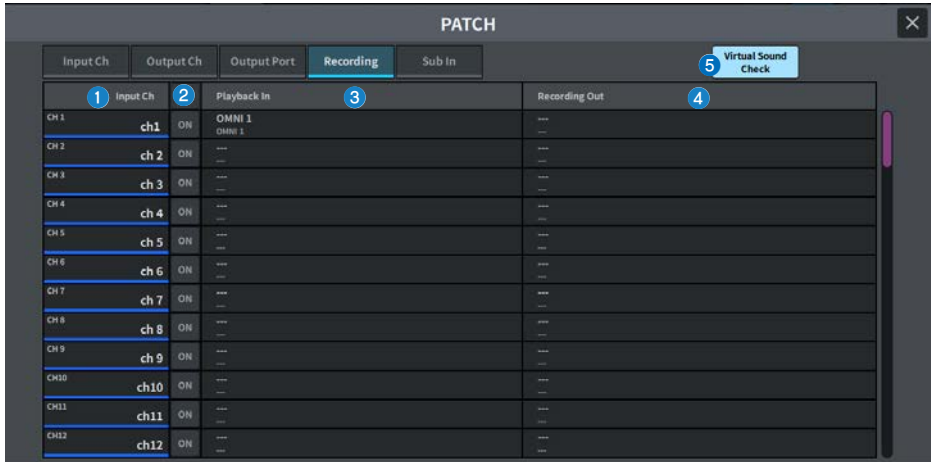 PATCH
Input Ch Output Ch Output Port Recording Sub In 5 Virtual Sound
Check
1 Input Ch 2 Playback In 3 Recording Out 4
CH 1 ch1 ON OMNI 1 ---
OMNI 1 ---
CH 2 ch 2 ON --- ---
--- ---
CH 3 ch 3 ON --- ---
--- ---
CH 4 ch 4 ON --- ---
--- ---
CH 5 ch 5 ON --- ---
--- ---
CH 6 ch 6 ON --- ---
--- ---
CH 7 ch 7 ON --- ---
--- ---
CH 8 ch 8 ON --- ---
--- ---
CH 9 ch 9 ON --- ---
--- ---
CH10 ch10 ON --- ---
--- ---
CH11 ch11 ON --- ---
--- ---
CH12 ch12 ON --- ---
--- ---